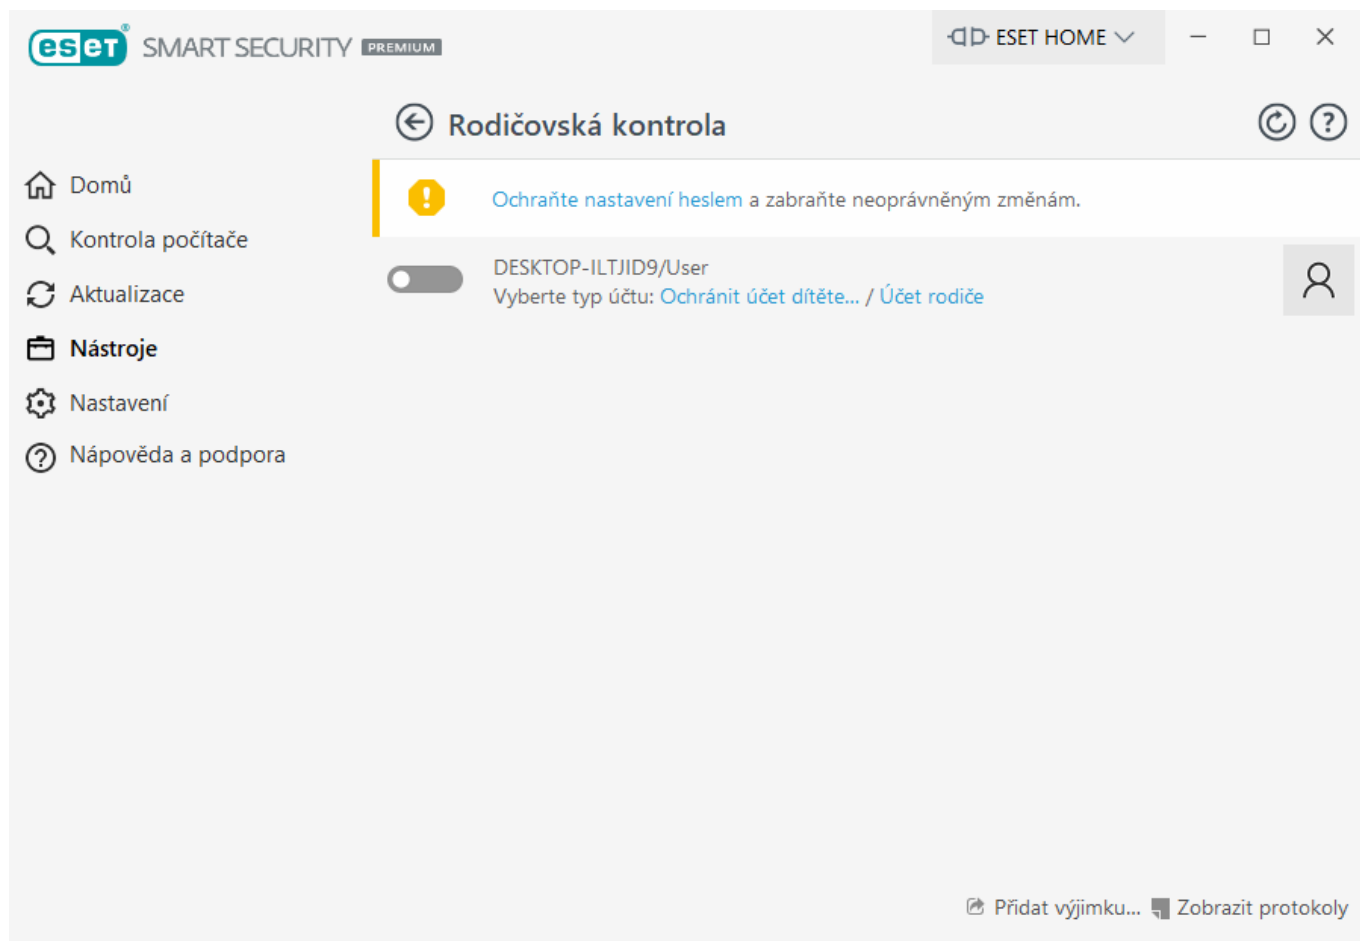 eset® SMART SECURITY PREMIUM
ESET HOME
Rodičovská kontrola
Domů
Kontrola počítače
Aktualizace
Nástroje
Nastavení
Nápověda a podpora
Ochraňte nastavení heslem a zabraňte neoprávněným změnám.
DESKTOP-ILTJID9/User
Vyberte typ účtu: Ochránit účet dítěte... / Účet rodiče
Přidat výjimku... Zobrazit protokoly